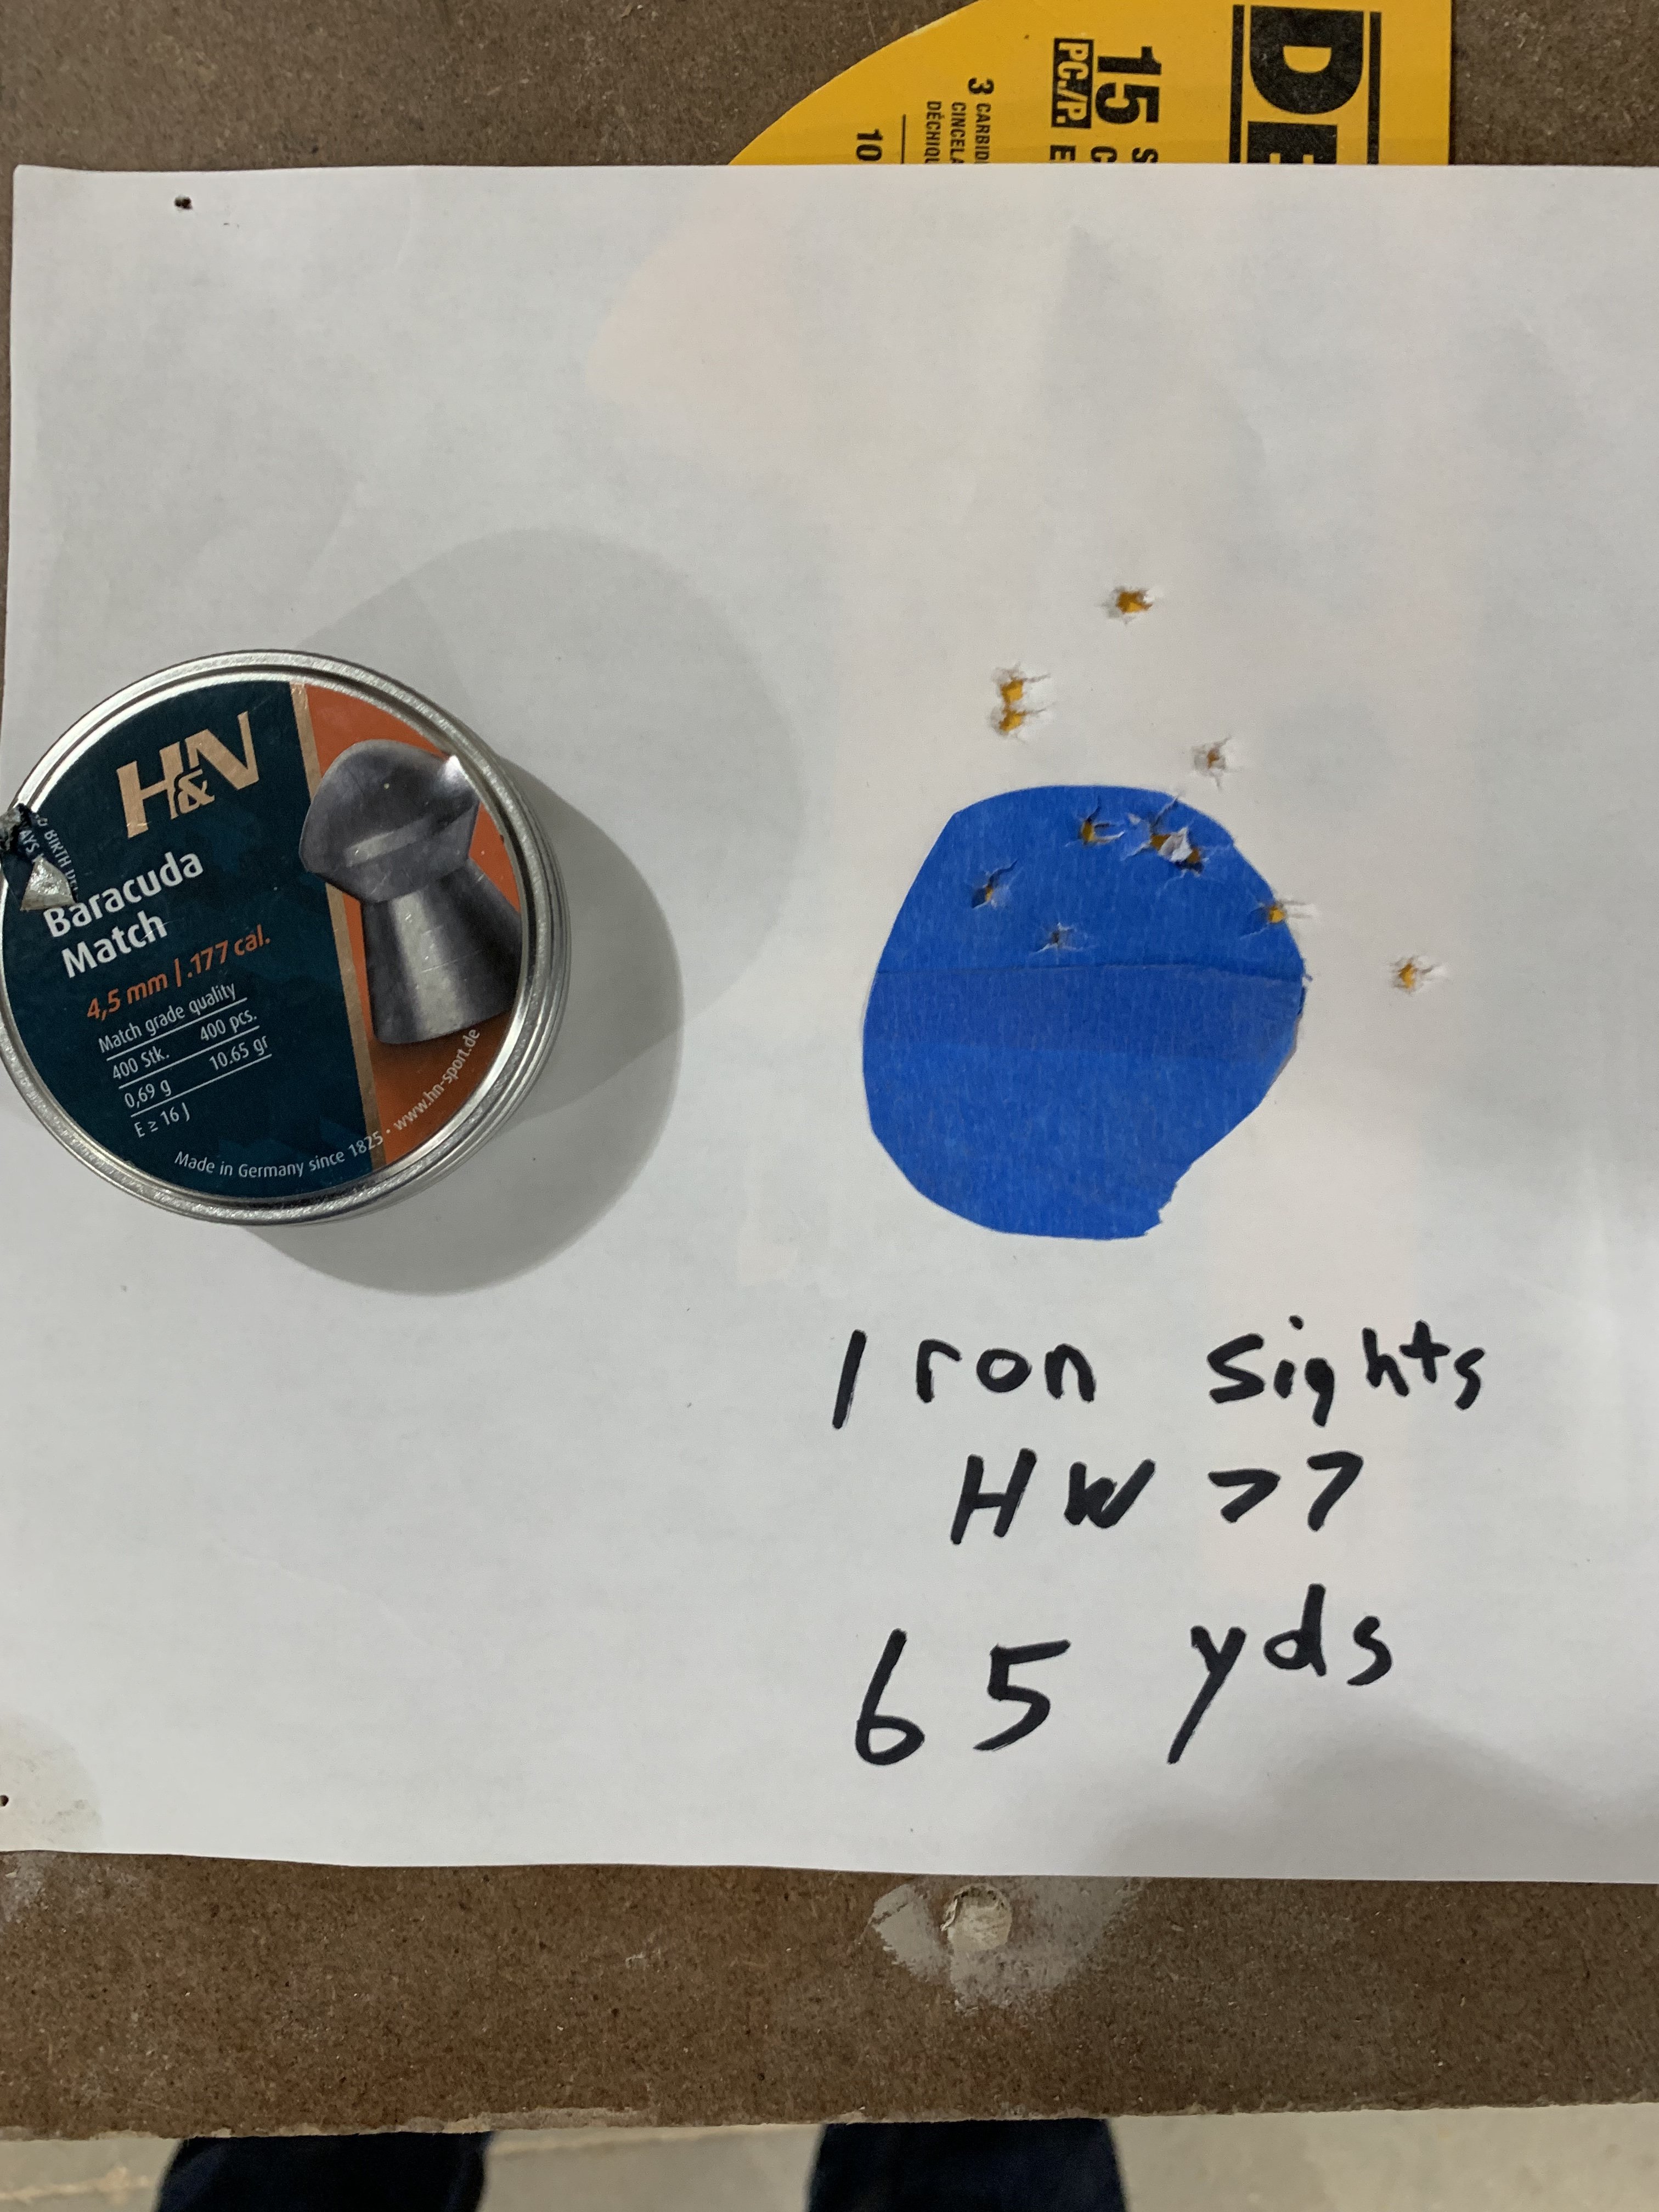 DE
15
PC./P.
3 CARBID
CINCELA
DÉCHIQU
10
H&N
Baracuda
Match
4,5 mm | .177 cal.
Match grade quality
400 Stk. 400 pcs.
0,69 g 10.65 gr
E ≥ 16 J
Made in Germany since 1825 · www.hn-sport.de
Iron sights
HW 77
65 yds